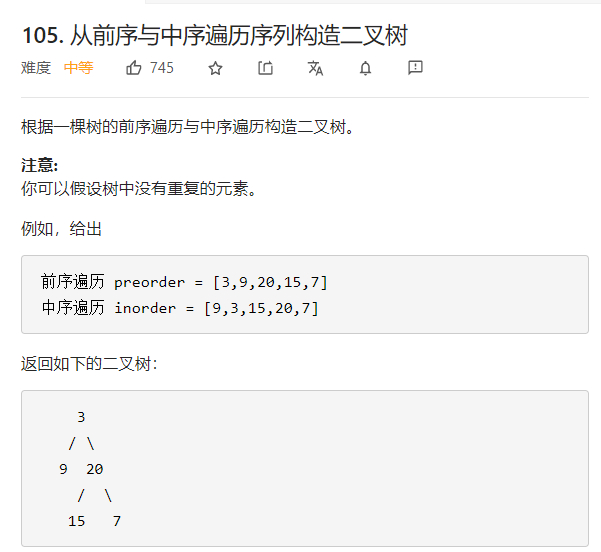 105. 从前序与中序遍历序列构造二叉树
难度 中等 745
根据一棵树的前序遍历与中序遍历构造二叉树。
注意:
你可以假设树中没有重复的元素。
例如，给出
前序遍历 preorder = [3,9,20,15,7]
中序遍历 inorder = [9,3,15,20,7]
返回如下的二叉树：
3
/ \
9 20
/ \
15 7